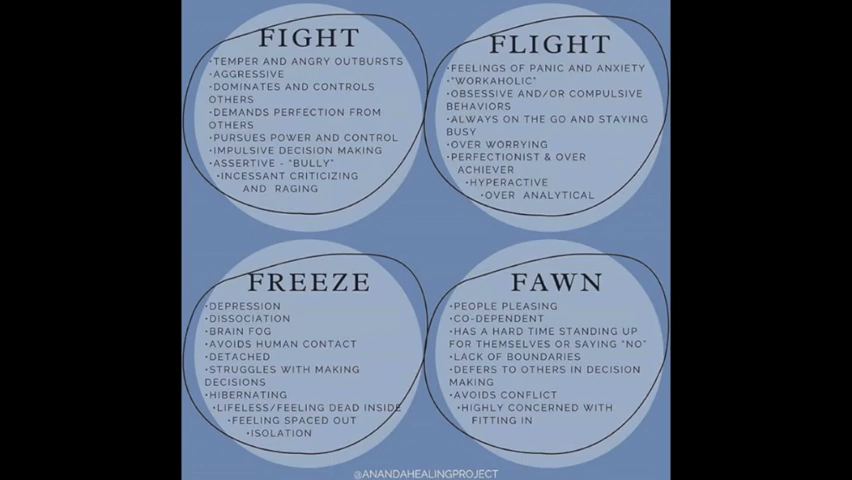 FIGHT
•TEMPER AND ANGRY OUTBURSTS
•AGGRESSIVE
•DOMINATES AND CONTROLS
OTHERS
•DEMANDS PERFECTION FROM
OTHERS
•PURSUES POWER AND CONTROL
•IMPULSIVE DECISION MAKING
•ASSERTIVE - "BULLY"
•INCESSANT CRITICIZING
AND RAGING
FLIGHT
•FEELINGS OF PANIC AND ANXIETY
•"WORKAHOLIC"
•OBSESSIVE AND/OR COMPULSIVE
BEHAVIORS
•ALWAYS ON THE GO AND STAYING
BUSY
•OVER WORRYING
•PERFECTIONIST & OVER
ACHIEVER
•HYPERACTIVE
•OVER ANALYTICAL
FREEZE
•DEPRESSION
•DISSOCIATION
•BRAIN FOG
•AVOIDS HUMAN CONTACT
•DETACHED
•STRUGGLES WITH MAKING
DECISIONS
•HIBERNATING
•LIFELESS/FEELING DEAD INSIDE
•FEELING SPACED OUT
•ISOLATION
FAWN
•PEOPLE PLEASING
•CO-DEPENDENT
•HAS A HARD TIME STANDING UP
FOR THEMSELVES OR SAYING "NO"
•LACK OF BOUNDARIES
•DEFERS TO OTHERS IN DECISION
MAKING
•AVOIDS CONFLICT
•HIGHLY CONCERNED WITH
FITTING IN
@ANANDAHEALINGPROJECT